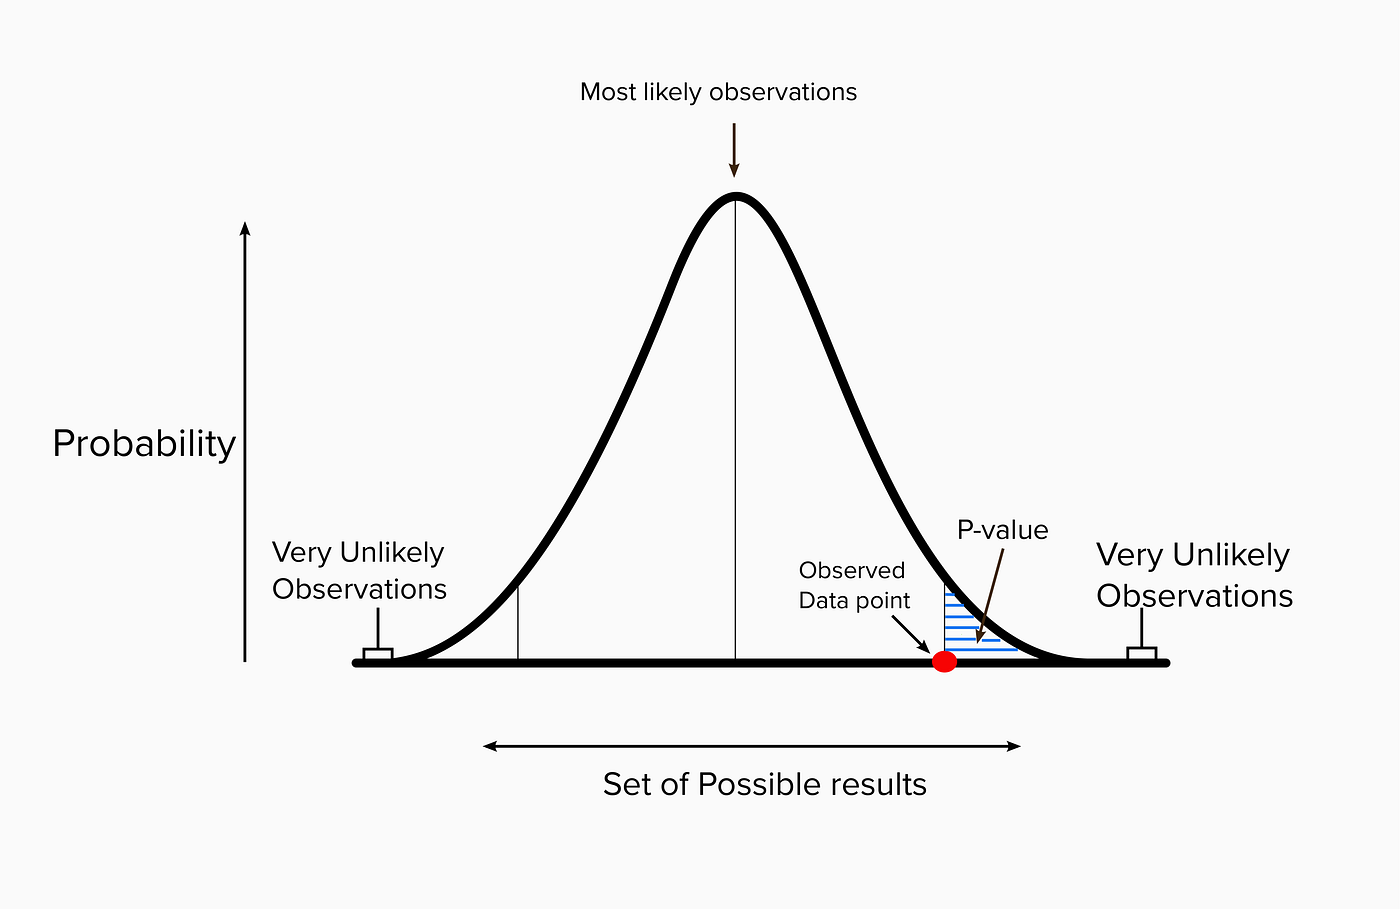 Most likely observations
Probability
Very Unlikely
Observations
Observed
Data point
P-value
Very Unlikely
Observations
Set of Possible results